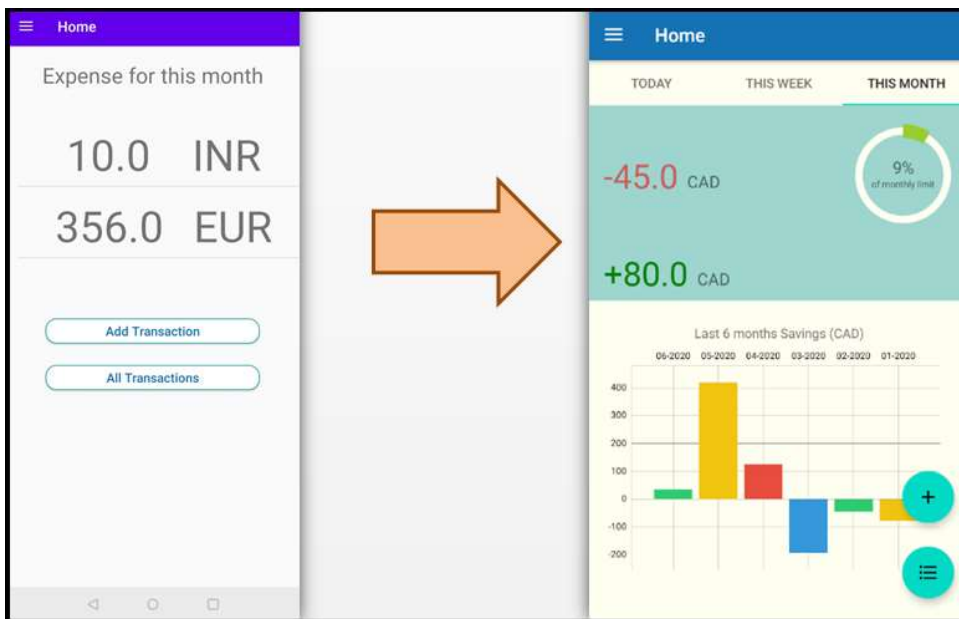 Home
Expense for this month
10.0 INR
356.0 EUR
Add Transaction
All Transactions
Home
TODAY THIS WEEK THIS MONTH
-45.0 CAD
9%
of monthly limit
+80.0 CAD
Last 6 months Savings (CAD)
06-2020 05-2020 04-2020 03-2020 02-2020 01-2020
400
300
200
100
0
-100
-200